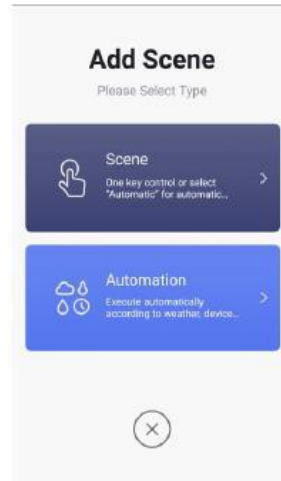 Add Scene
Please Select Type
Scene
One key control or select
"Automatic" for automatic...
Automation
Execute automatically
according to weather, device...